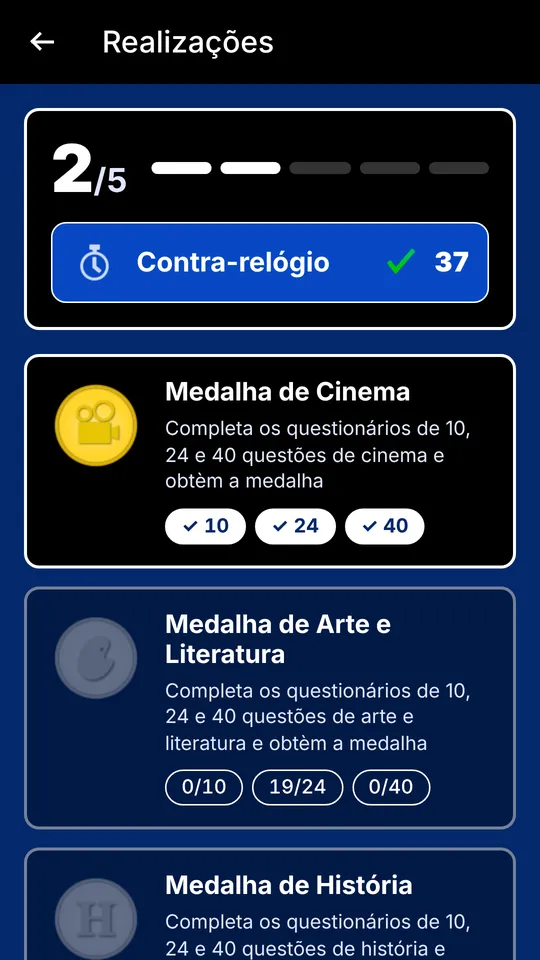 Realizações
2/5
Contra-relógio ✓ 37
Medalha de Cinema
Completa os questionários de 10,
24 e 40 questões de cinema e
obtèm a medalha
✓ 10 ✓ 24 ✓ 40
Medalha de Arte e
Literatura
Completa os questionários de 10,
24 e 40 questões de arte e
literatura e obtèm a medalha
0/10 19/24 0/40
Medalha de História
H
Completa os questionários de 10,
24 e 40 questões de história e